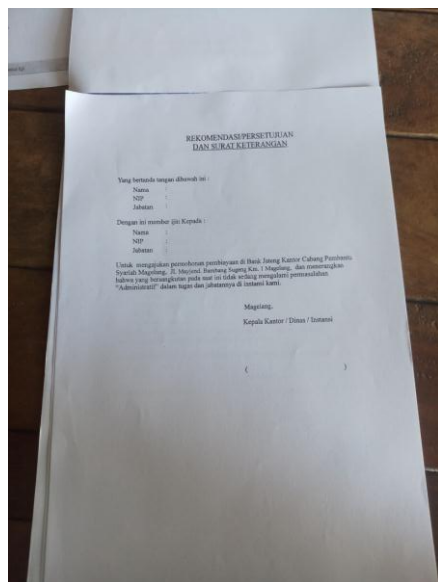 REKOMENDASI/PERSETUJUAN
DAN SURAT KETERANGAN
Yang bertanda tangan dibawah ini :
Nama :
NIP :
Jabatan :
Dengan ini member ijin Kepada :
Nama :
NIP :
Jabatan :
Untuk mengajukan permohonan pembiayaan di Bank Jateng Kantor Cabang Pembantu
Syariah Magelang, Jl. Mayjend. Bambang Sugeng Km. 1 Magelang, dan menerangkan
bahwa yang bersangkutan pada saat ini tidak sedang mengalami permasalahan
"Administratif" dalam tugas dan jabatannya di instansi kami.
Magelang,
Kepala Kantor / Dinas / Instansi
( )